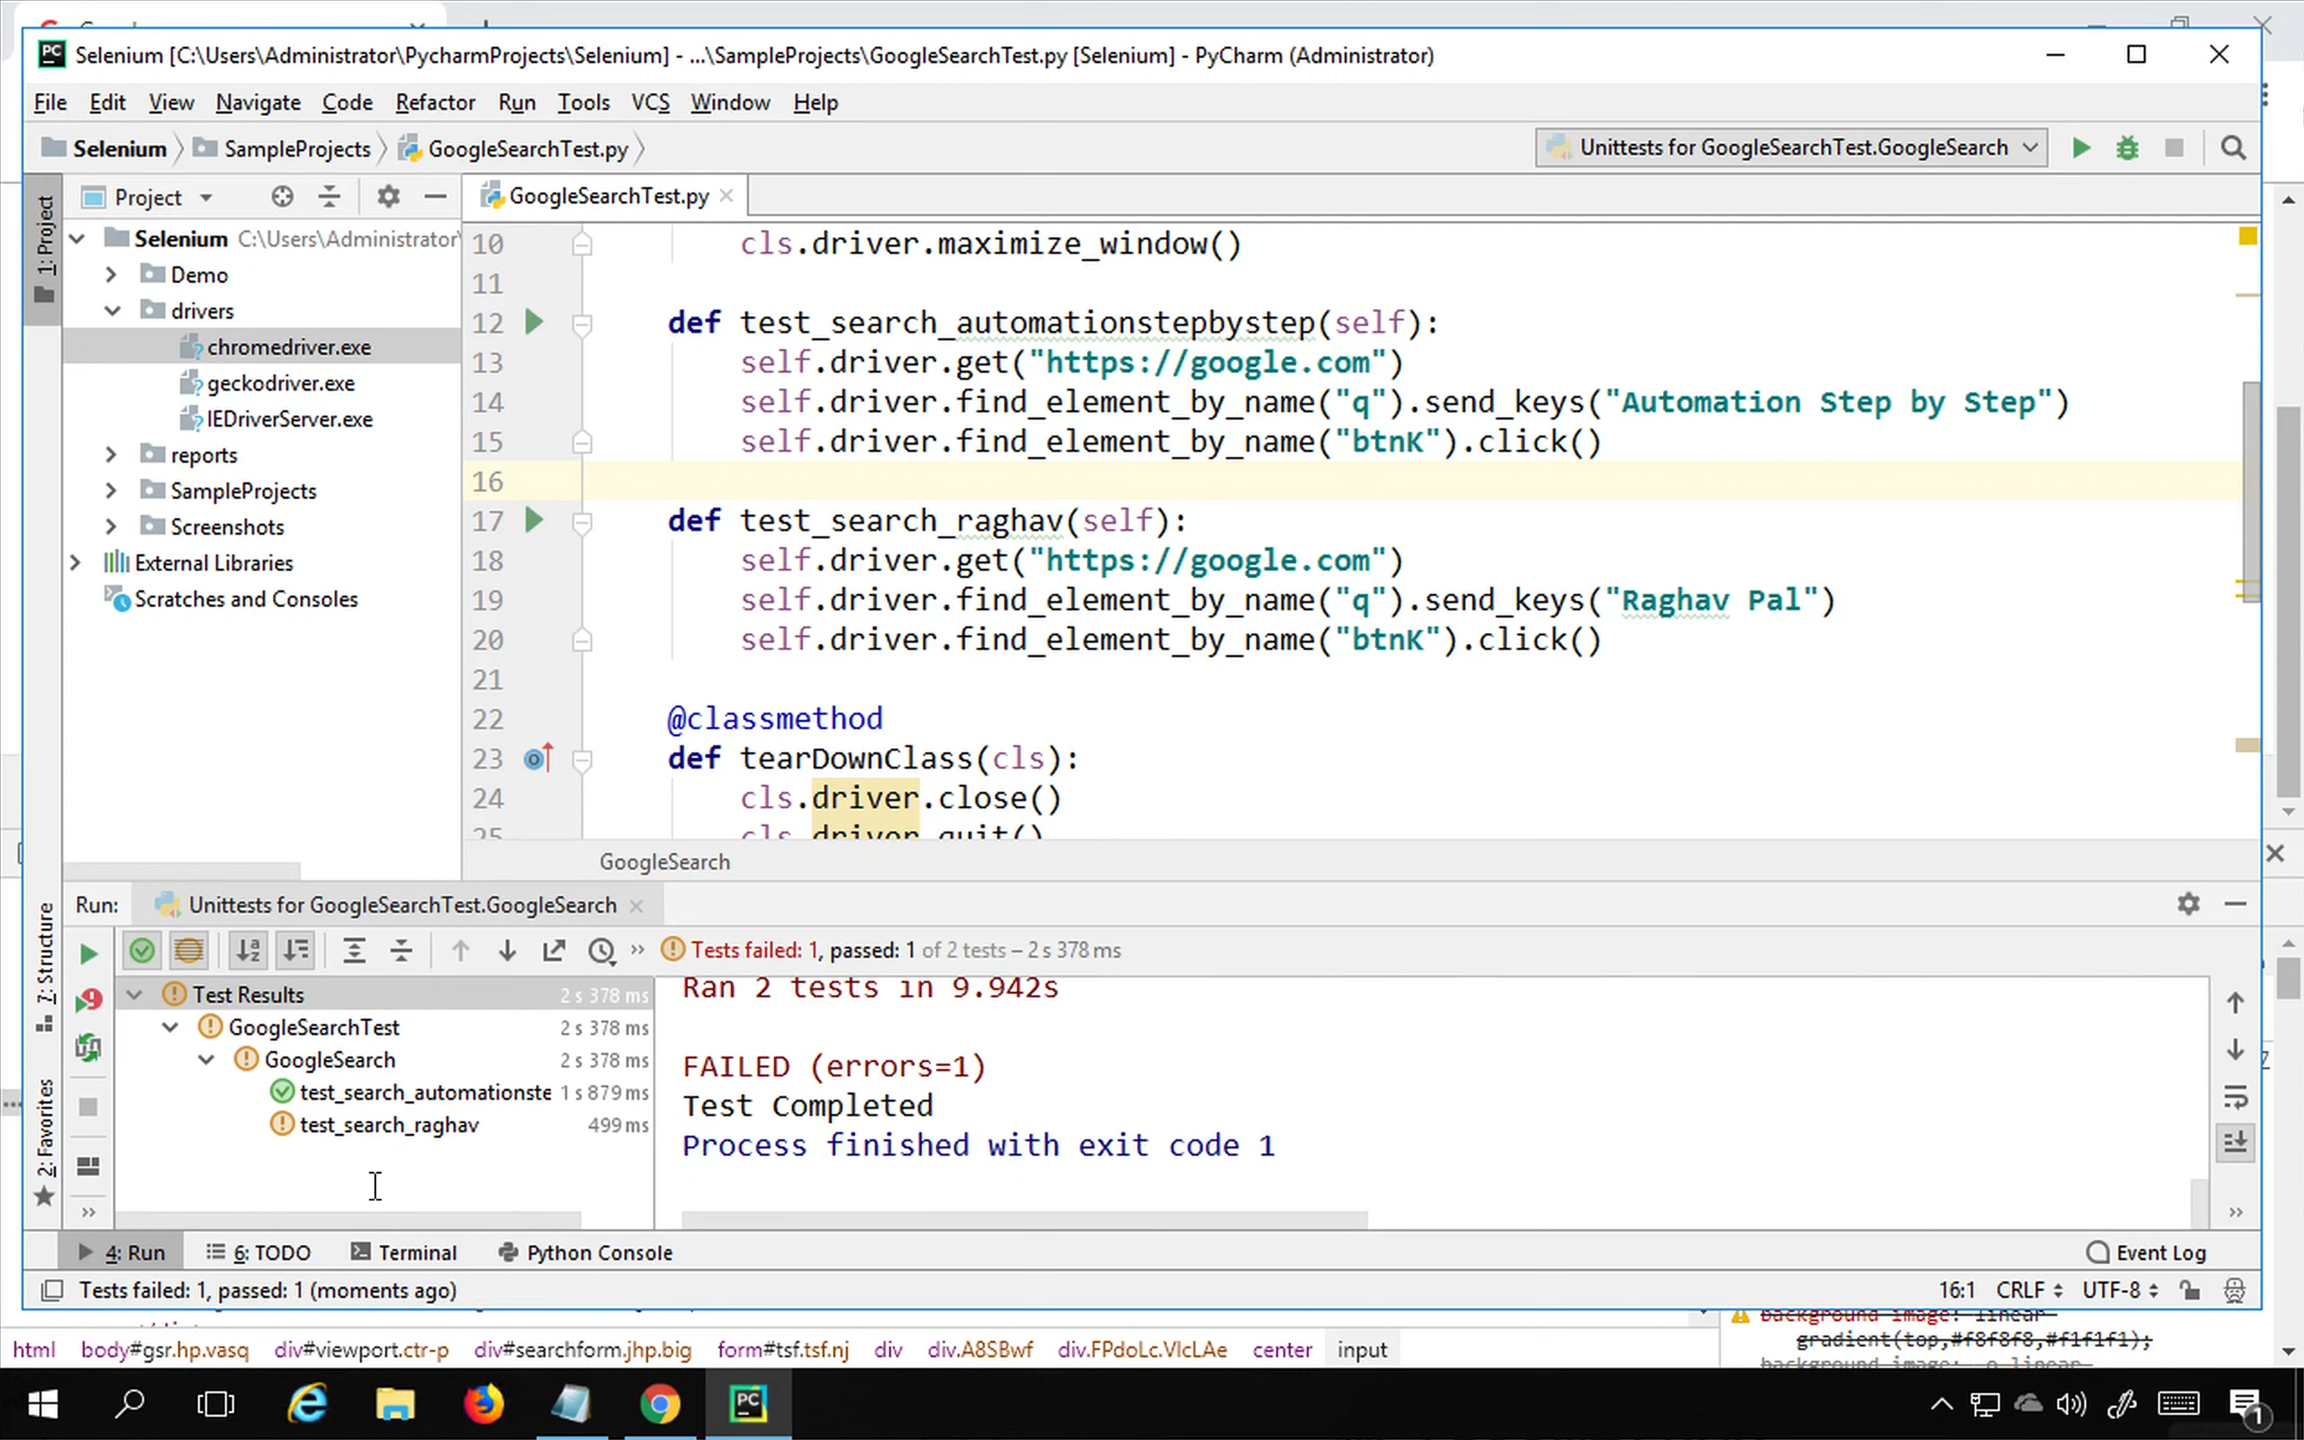 Selenium [C:\Users\Administrator\PycharmProjects\Selenium] - ...\SampleProjects\GoogleSearchTest.py [Selenium] - PyCharm (Administrator)
File Edit View Navigate Code Refactor Run Tools VCS Window Help
Selenium SampleProjects GoogleSearchTest.py Unittests for GoogleSearchTest.GoogleSearch
1: Project
Project
GoogleSearchTest.py
Selenium C:\Users\Administrator\
Demo
drivers
chromedriver.exe
geckodriver.exe
IEDriverServer.exe
reports
SampleProjects
Screenshots
External Libraries
Scratches and Consoles
10 cls.driver.maximize_window()
11
12 def test_search_automationstepbystep(self):
13 self.driver.get("https://google.com")
14 self.driver.find_element_by_name("q").send_keys("Automation Step by Step")
15 self.driver.find_element_by_name("btnK").click()
16
17 def test_search_raghav(self):
18 self.driver.get("https://google.com")
19 self.driver.find_element_by_name("q").send_keys("Raghav Pal")
20 self.driver.find_element_by_name("btnK").click()
21
22 @classmethod
23 def tearDownClass(cls):
24 cls.driver.close()
25 cls.driver.quit()
GoogleSearch
Run: Unittests for GoogleSearchTest.GoogleSearch
7: Structure
2: Favorites
Tests failed: 1, passed: 1 of 2 tests – 2 s 378 ms
Test Results 2 s 378 ms
GoogleSearchTest 2 s 378 ms
GoogleSearch 2 s 378 ms
test_search_automationste 1 s 879 ms
test_search_raghav 499 ms
Ran 2 tests in 9.942s
FAILED (errors=1)
Test Completed
Process finished with exit code 1
4: Run 6: TODO Terminal Python Console Event Log
Tests failed: 1, passed: 1 (moments ago) 16:1 CRLF UTF-8
background image: linear
gradient(top,#f8f8f8,#f1f1f1);
html body#gsr.hp.vasq div#viewport.ctr-p div#searchform.jhp.big form#tsf.tsf.nj div div.A8SBwf div.FPdoLc.VlcLAe center input
1